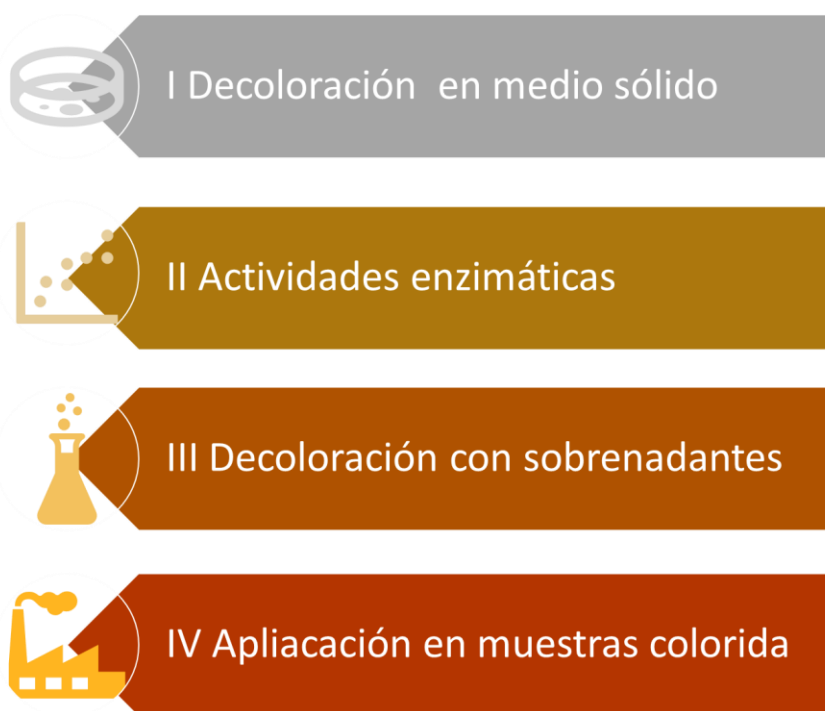 I Decoloración en medio sólido
II Actividades enzimáticas
III Decoloración con sobrenadantes
IV Apliacación en muestras colorida